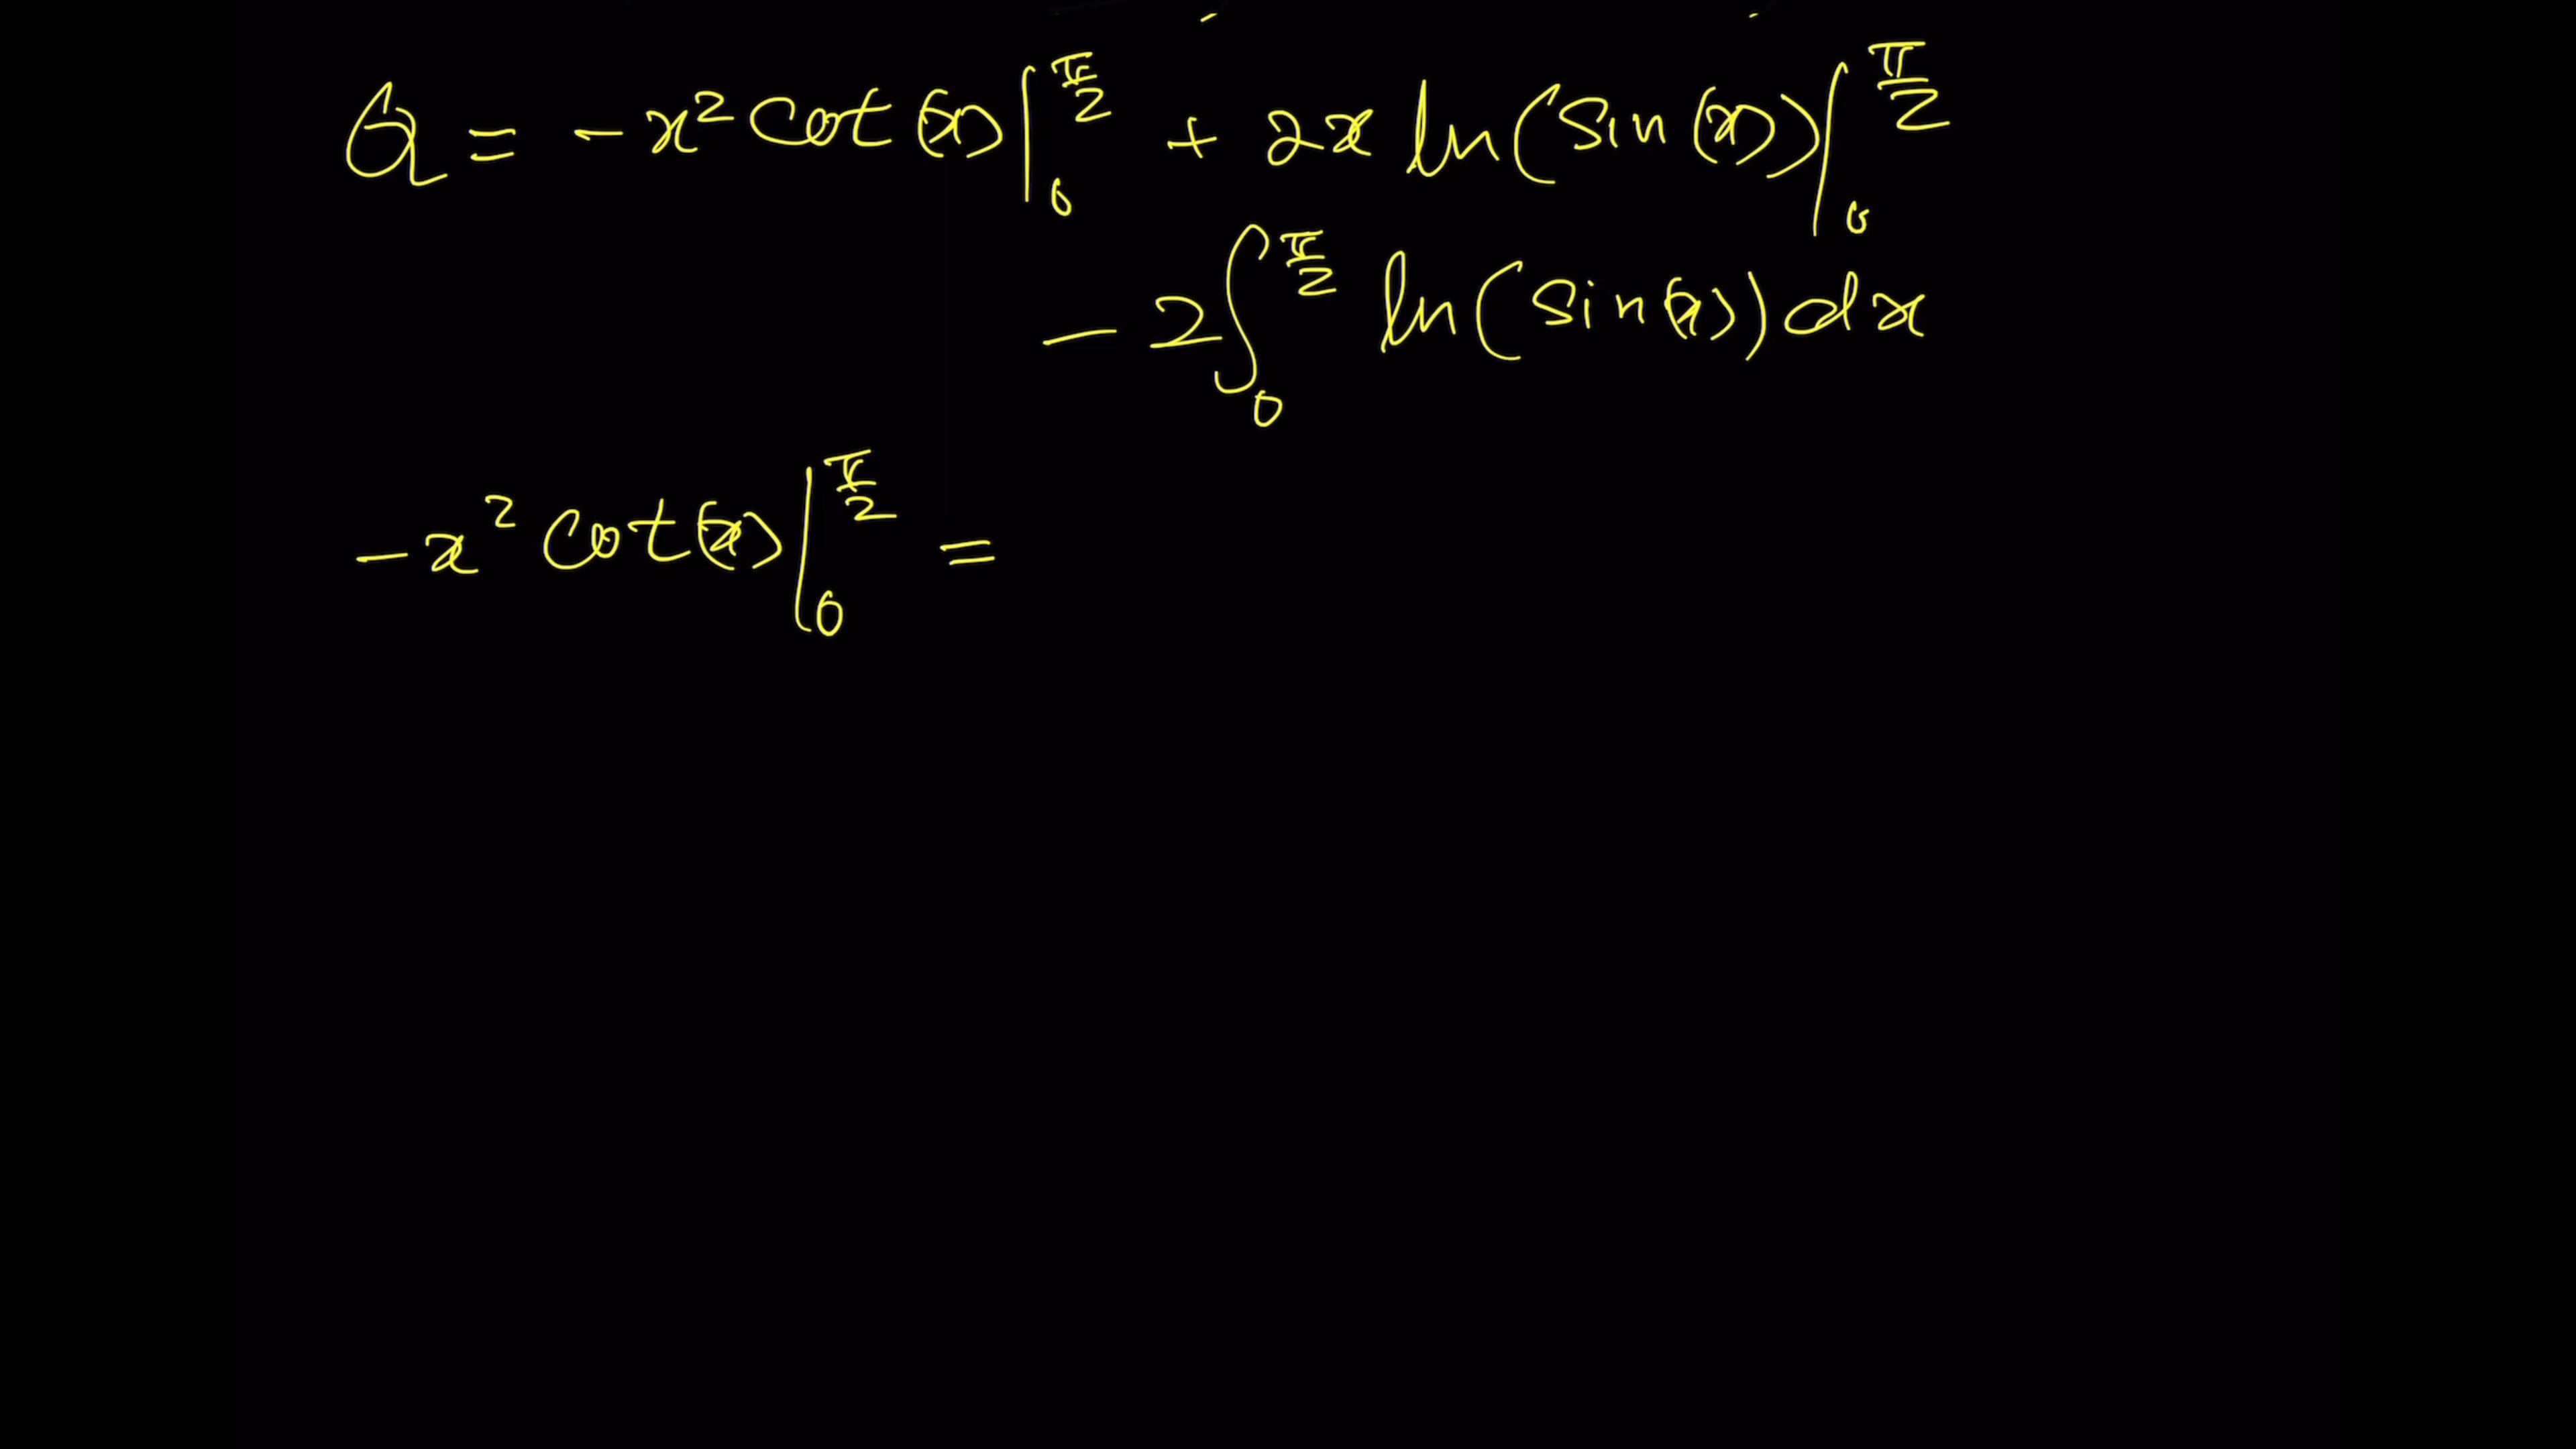 Q = -x² cot(x) |₀^(π/2) + 2x ln(sin(x)) |₀^(π/2)
- 2 ∫₀^(π/2) ln(sin(x)) dx
-x² cot(x) |₀^(π/2) =